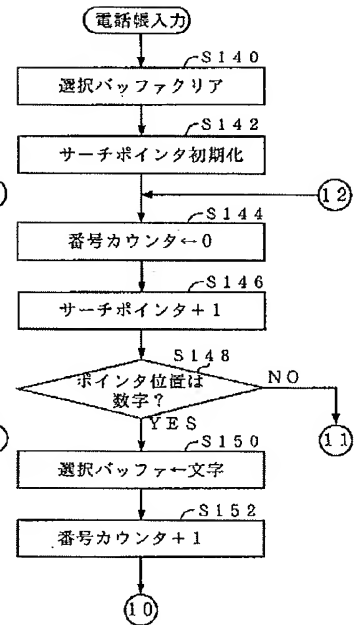 電話帳入力
S140
選択バッファクリア
S142
サーチポインタ初期化
12
S144
番号カウンタ←0
S146
サーチポインタ+1
S148
ポインタ位置は
数字?
NO
YES
11
S150
選択バッファ←文字
S152
番号カウンタ+1
10